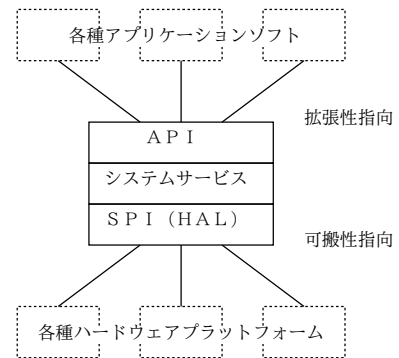 各種アプリケーションソフト
拡張性指向
ＡＰＩ
システムサービス
ＳＰＩ（ＨＡＬ）
可搬性指向
各種ハードウェアプラットフォーム